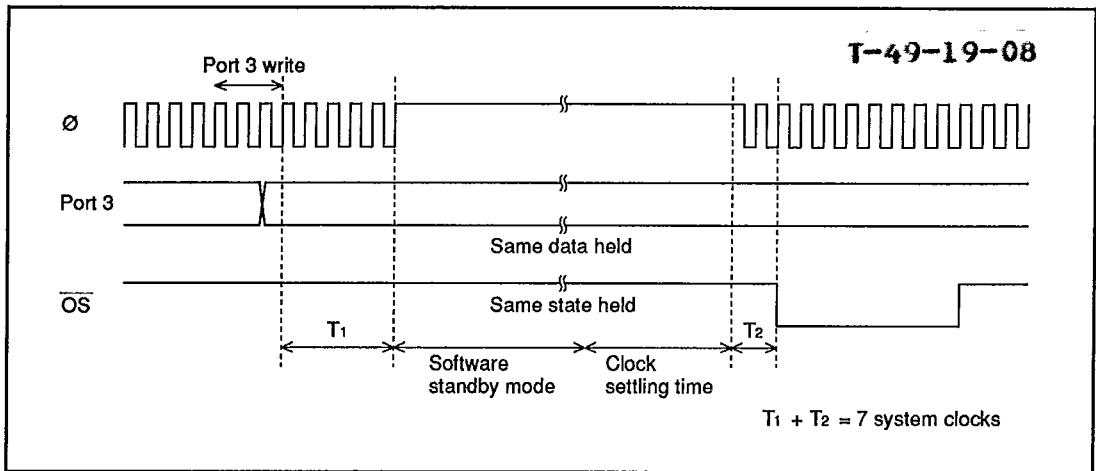 T-49-19-08
Port 3 write
Ø
Port 3
Same data held
OS
Same state held
T1
T2
Software
standby mode
Clock
settling time
T1 + T2 = 7 system clocks